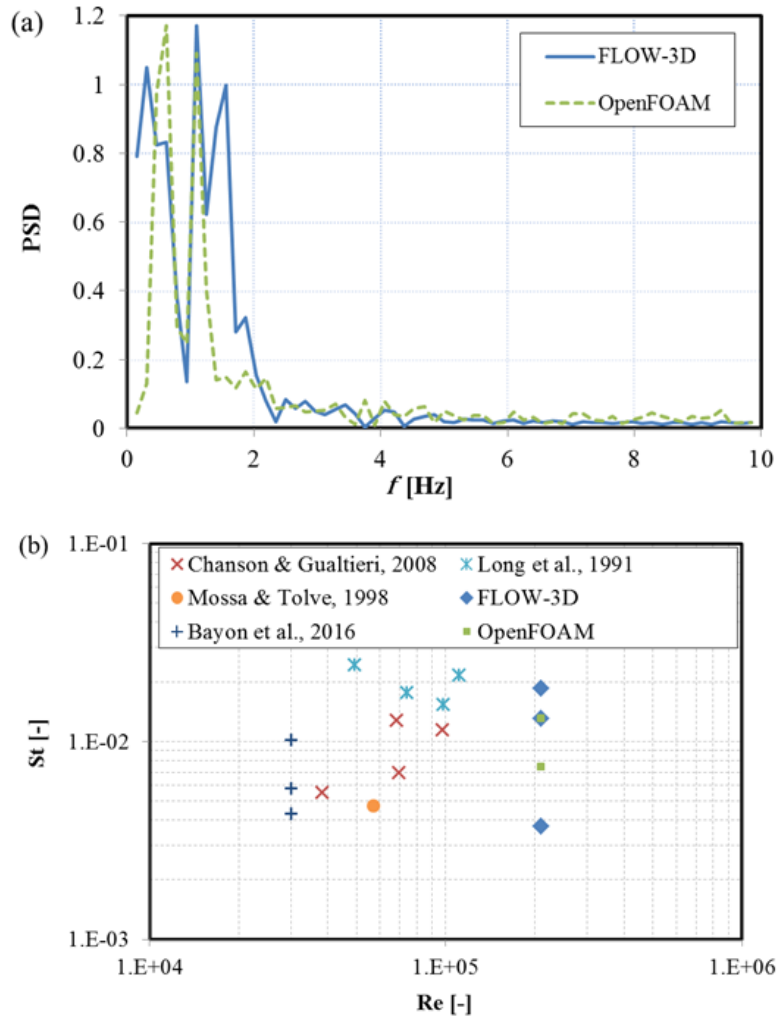 (a)
1.2
1
0.8
0.6
0.4
0.2
0
PSD
FLOW-3D
OpenFOAM
0 2 4 6 8 10
f [Hz]
(b)
1.E-01
1.E-02
1.E-03
St [-]
Chanson & Gualtieri, 2008 Long et al., 1991
Mossa & Tolve, 1998 FLOW-3D
Bayon et al., 2016 OpenFOAM
1.E+04 1.E+05 1.E+06
Re [-]